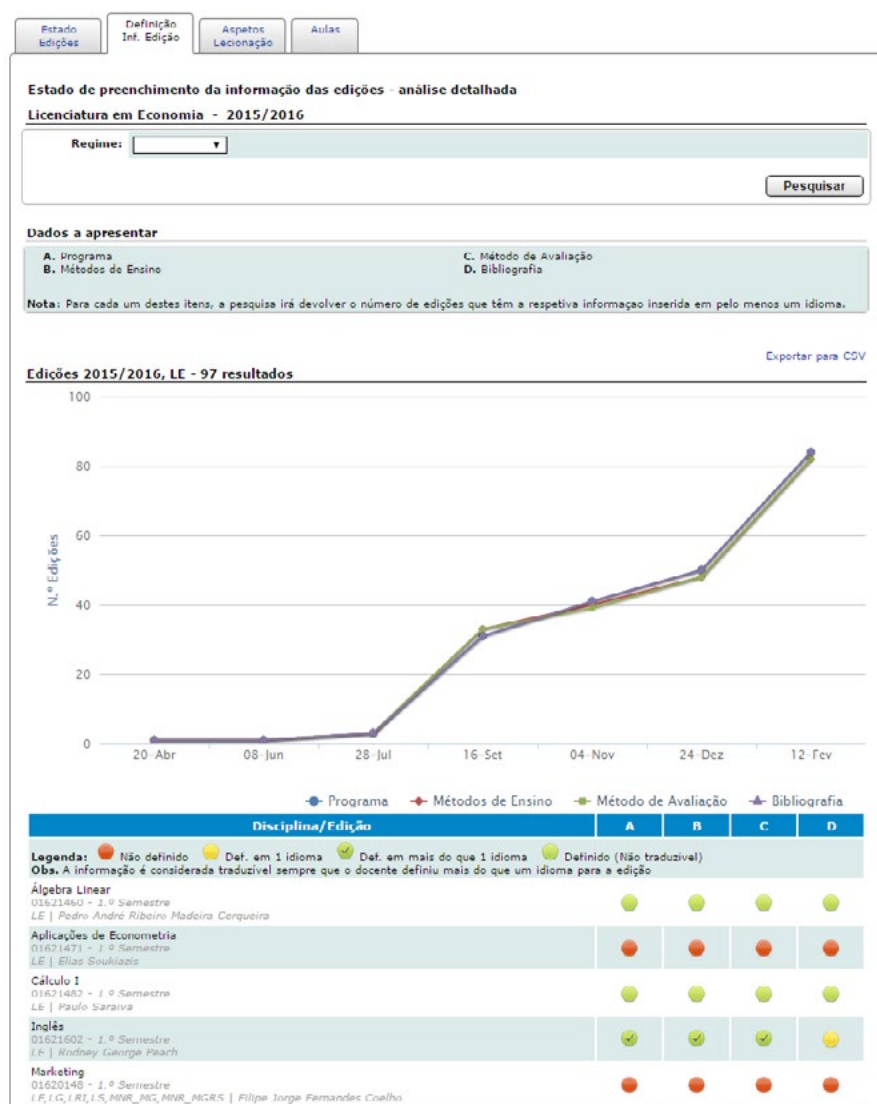 Estado
Edições
Definição
Inf. Edição
Aspetos
Lecionação
Aulas
Estado de preenchimento da informação das edições - análise detalhada
Licenciatura em Economia - 2015/2016
Regime:
Pesquisar
Dados a apresentar
A. Programa
B. Métodos de Ensino
C. Método de Avaliação
D. Bibliografia
Nota: Para cada um destes itens, a pesquisa irá devolver o número de edições que têm a respetiva informaçao inserida em pelo menos um idioma.
Exportar para CSV
Edições 2015/2016, LE - 97 resultados
100
80
60
40
20
0
N.º Edições
20-Abr 08-Jun 28-Jul 16-Set 04-Nov 24-Dez 12-Fev
Programa Métodos de Ensino Método de Avaliação Bibliografia
Disciplina/Edição A B C D
Legenda: Não definido Def. em 1 idioma Def. em mais do que 1 idioma Definido (Não traduzivel)
Obs. A informação é considerada traduzível sempre que o docente definiu mais do que um idioma para a edição
Álgebra Linear
01621460 - 1.º Semestre
LE | Pedro André Ribeiro Madeira Cerqueira
Aplicações de Econometria
01621471 - 1.º Semestre
LE | Elias Soukiazis
Cálculo I
01621482 - 1.º Semestre
LE | Paulo Saraiva
Inglês
01621602 - 1.º Semestre
LE | Rodney George Peach
Marketing
01620148 - 1.º Semestre
LE,LG,LRI,LS,MNR_MG,MNR_MGRS | Filipe Jorge Fernandes Coelho